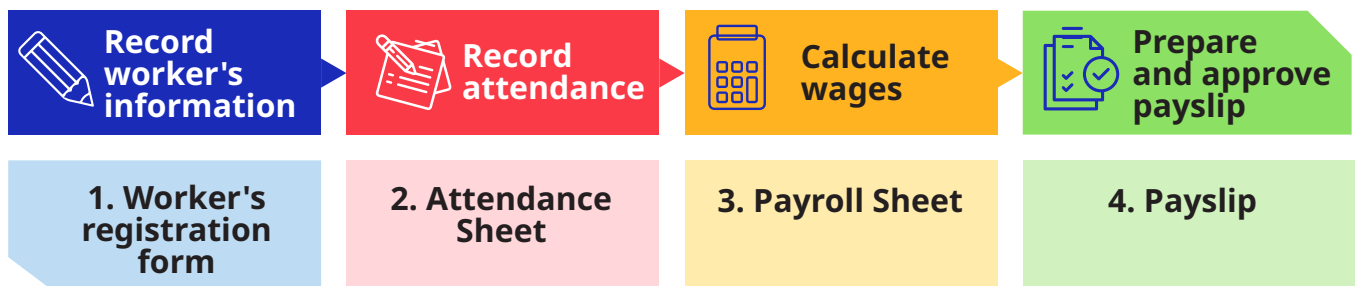 Record
worker's
information
Record
attendance
Calculate
wages
Prepare
and approve
payslip
1. Worker's
registration
form
2. Attendance
Sheet
3. Payroll Sheet
4. Payslip